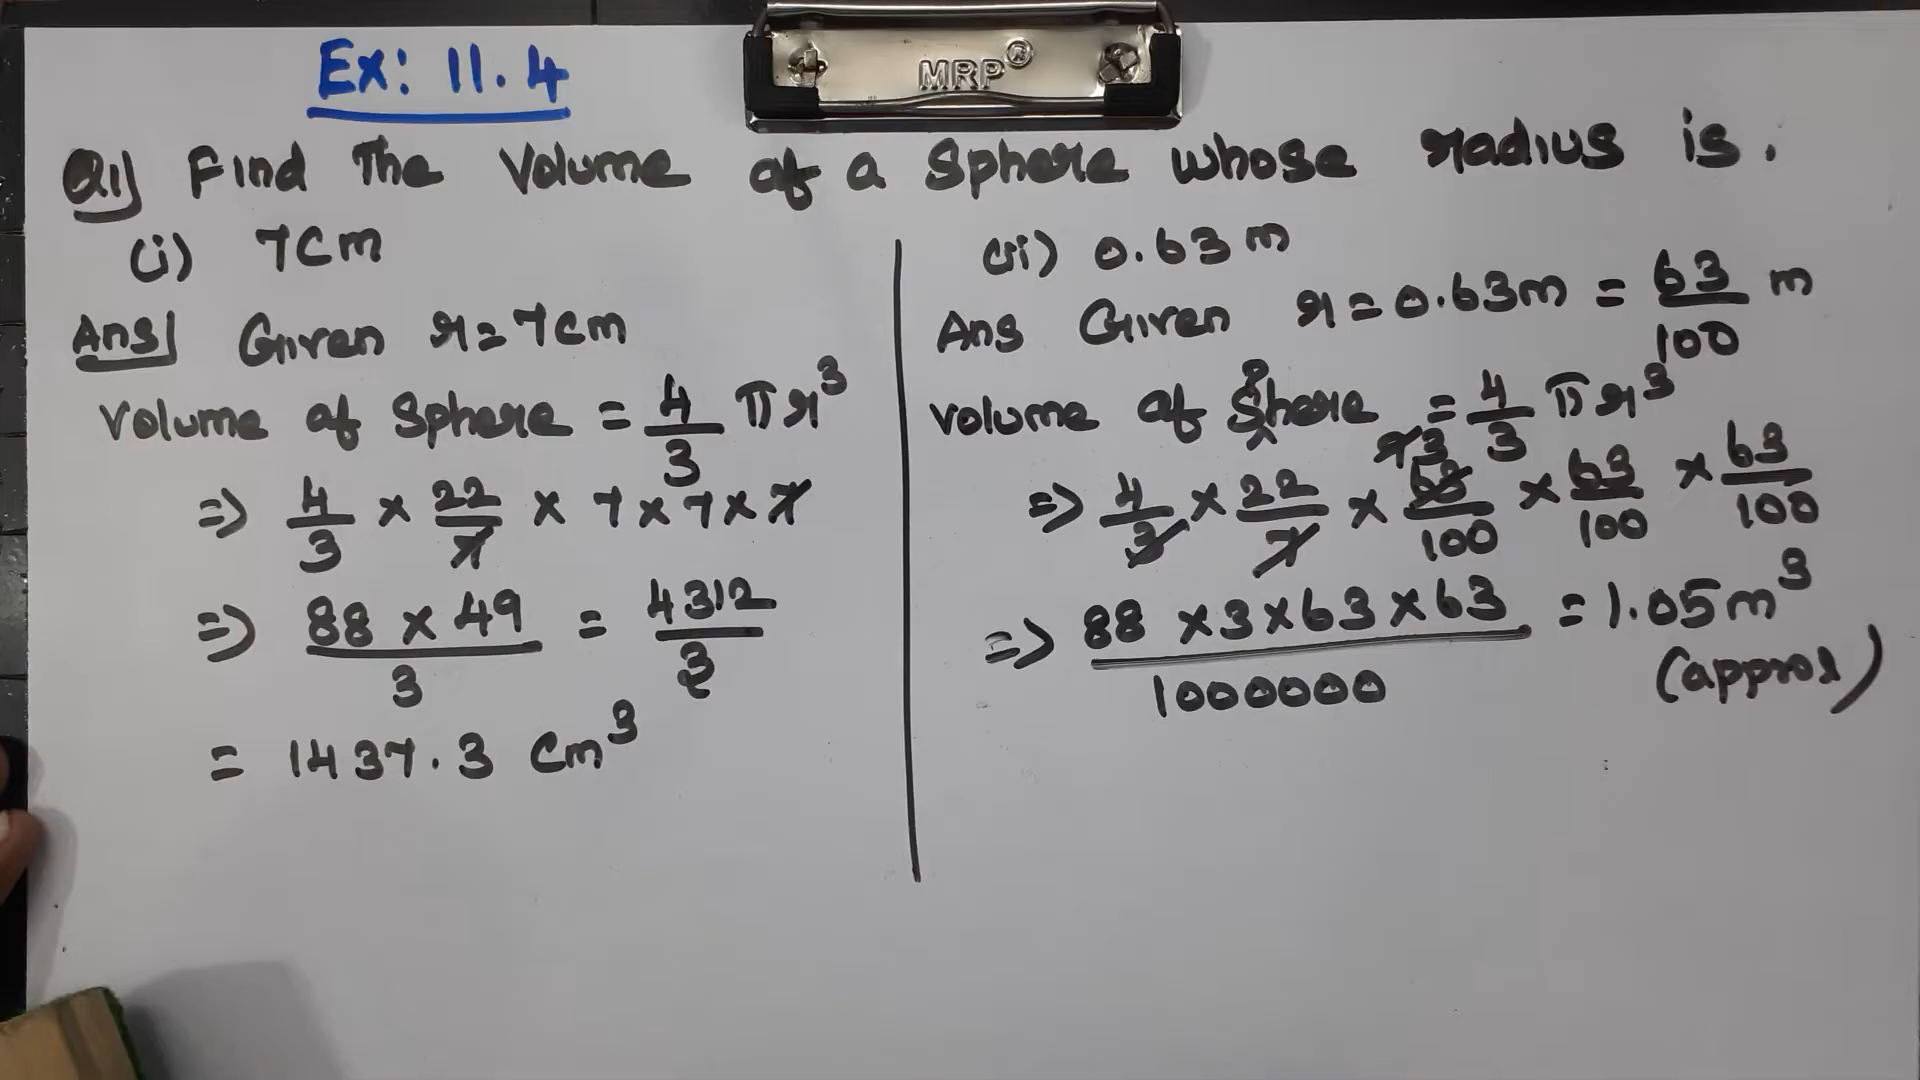 Ex: 11.4
MRP®
Q1) Find The Volume of a Sphere whose radius is.
(i) 7cm
Ans| Given r=7cm
Volume of Sphere = 4/3 πr³
=> 4/3 × 22/7 × 7×7×7
=> 88 × 49 / 3 = 4312/3
= 1437.3 Cm³
(ii) 0.63 m
Ans Given r=0.63m = 63/100 m
Volume of Sphere = 4/3 πr³
=> 4/3 × 22/7 × 63/100 × 63/100 × 63/100
=> 88 ×3×63×63 / 1000000 = 1.05m³
(approx)